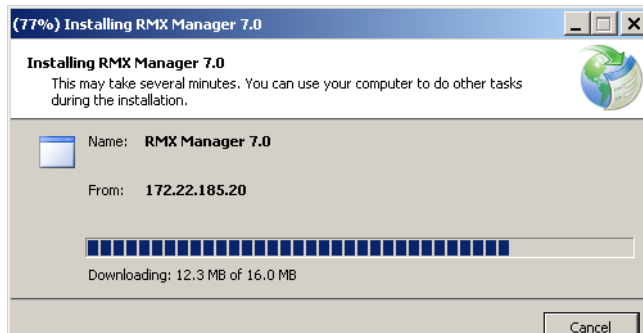 (77%) Installing RMX Manager 7.0
Installing RMX Manager 7.0
This may take several minutes. You can use your computer to do other tasks
during the installation.
Name: RMX Manager 7.0
From: 172.22.185.20
Downloading: 12.3 MB of 16.0 MB
Cancel